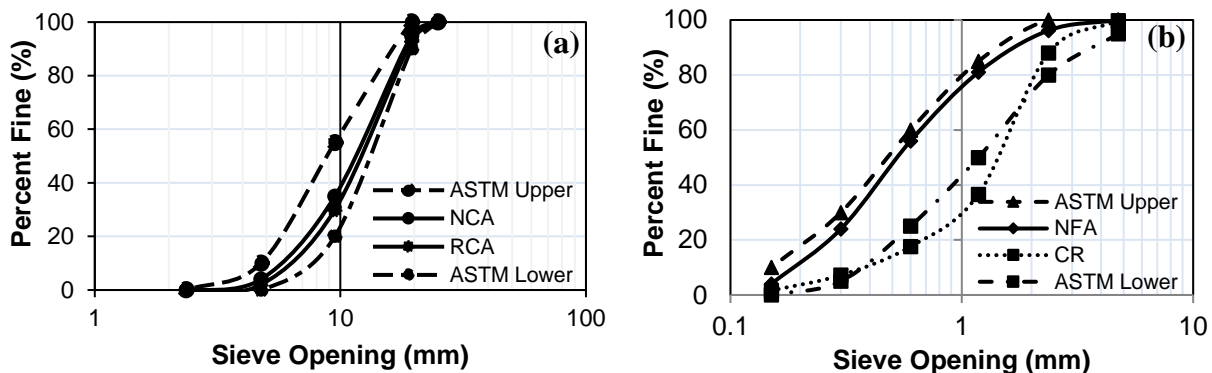 (a)
Percent Fine (%)
100
80
60
40
20
0
ASTM Upper
NCA
RCA
ASTM Lower
1
10
100
Sieve Opening (mm)
(b)
Percent Fine (%)
100
80
60
40
20
0
ASTM Upper
NFA
CR
ASTM Lower
0.1
1
10
Sieve Opening (mm)